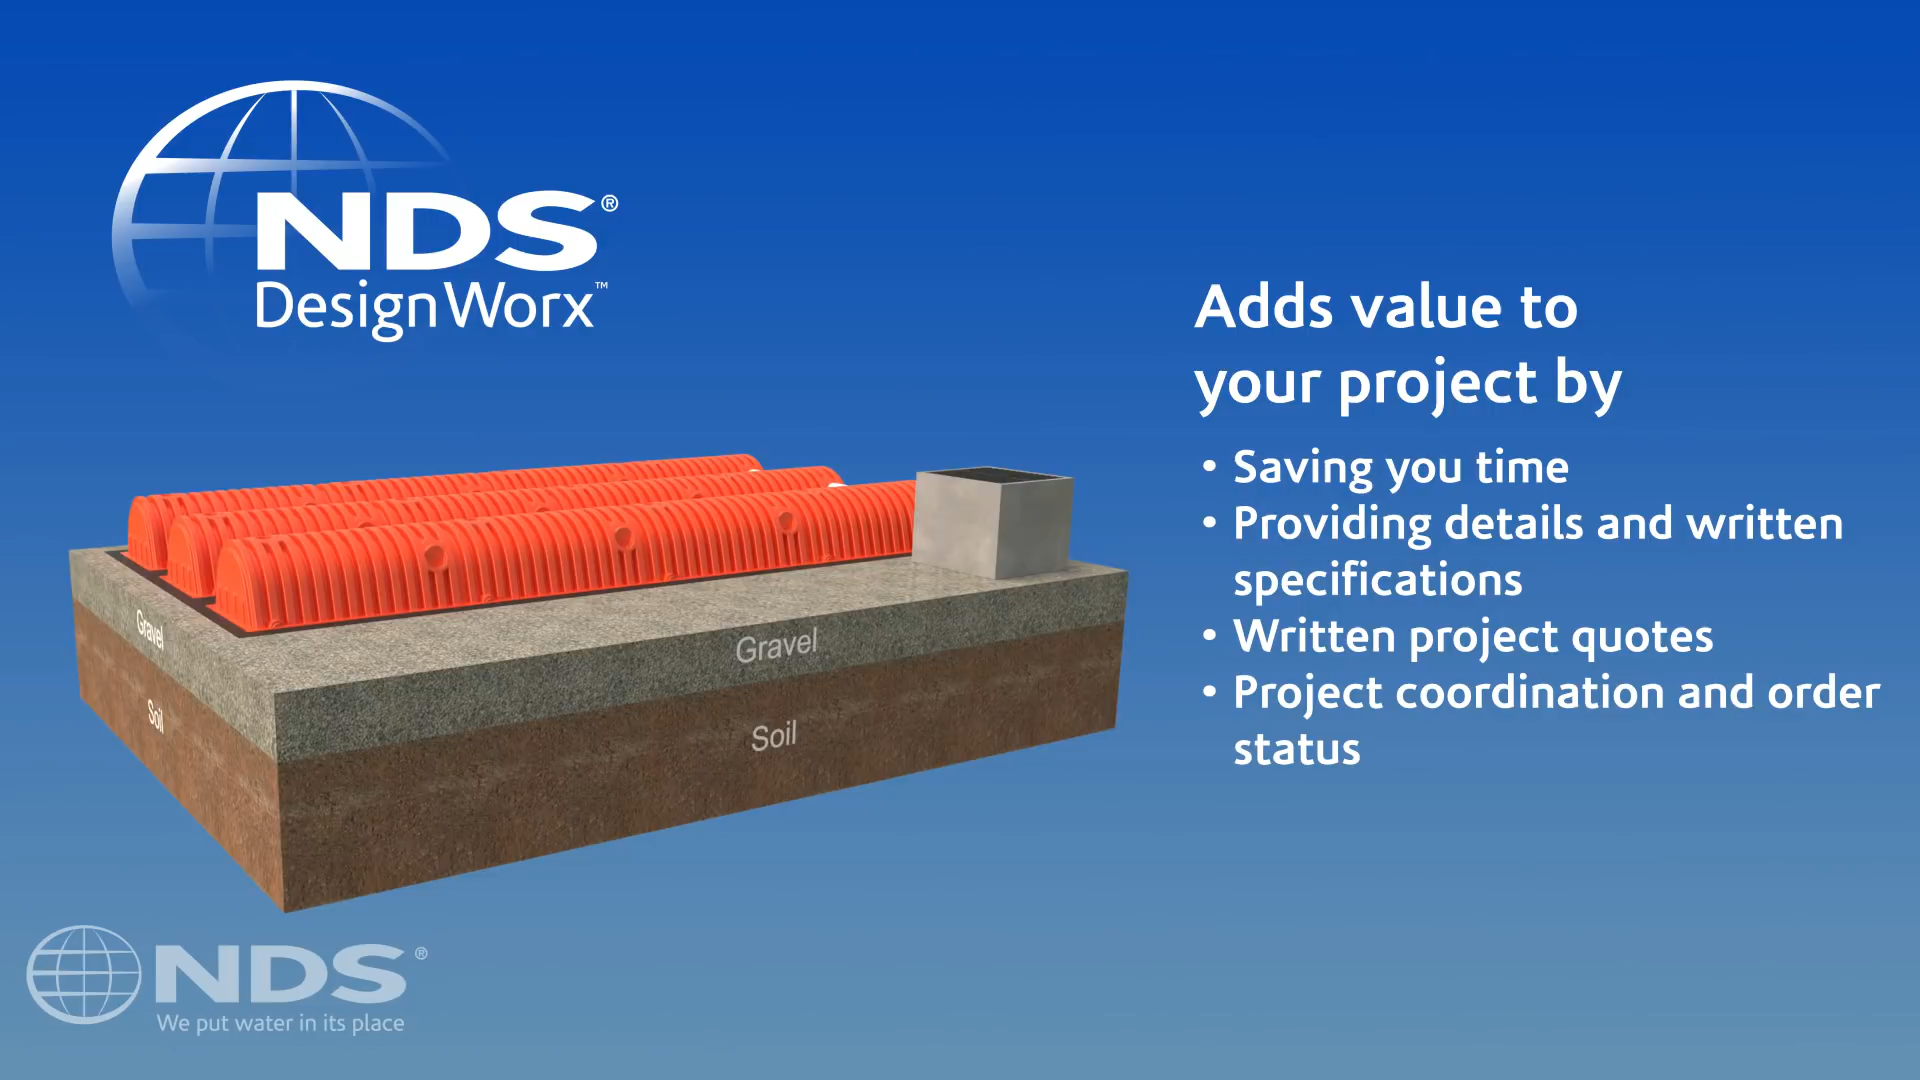 NDS®
DesignWorx™
Adds value to
your project by
• Saving you time
• Providing details and written
specifications
• Written project quotes
• Project coordination and order
status
Gravel
Gravel
Soil
Soil
NDS®
We put water in its place